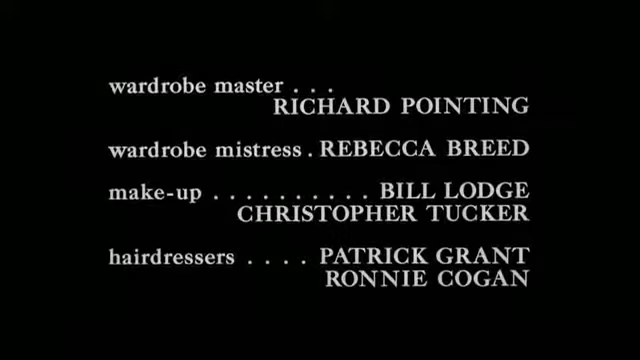 wardrobe master . . .
RICHARD POINTING
wardrobe mistress . REBECCA BREED
make-up . . . . . . . . . . BILL LODGE
CHRISTOPHER TUCKER
hairdressers . . . . PATRICK GRANT
RONNIE COGAN